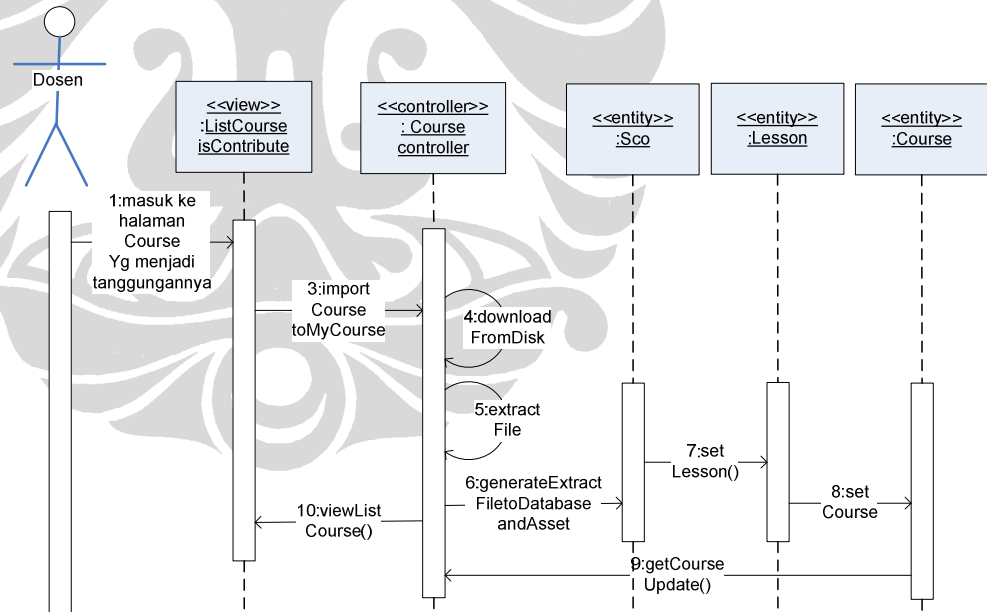 Dosen
<<view>>
:ListCourse
isContribute
<<controller>>
: Course
controller
<<entity>>
:Sco
<<entity>>
:Lesson
<<entity>>
:Course
1:masuk ke
halaman
Course
Yg menjadi
tanggungannya
3:import
Course
toMyCourse
4:download
FromDisk
5:extract
File
6:generateExtract
FiletoDatabase
andAsset
7:set
Lesson()
8:set
Course
9:getCourse
Update()
10:viewList
Course()